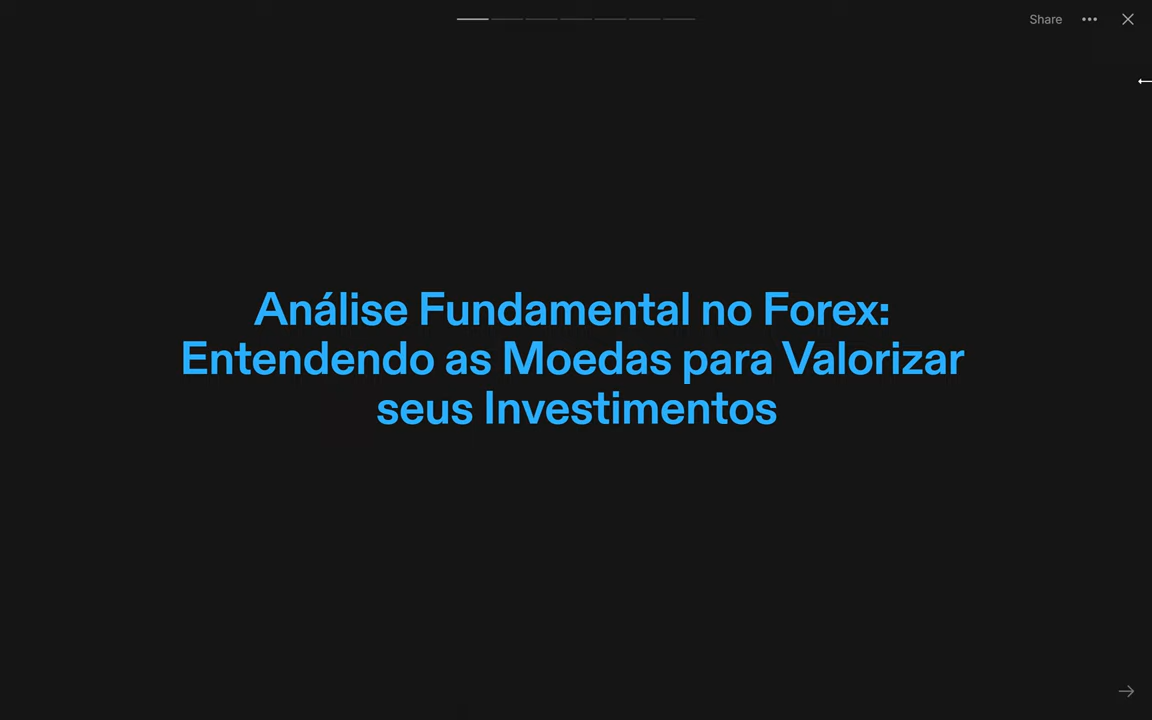 Share
Análise Fundamental no Forex:
Entendendo as Moedas para Valorizar
seus Investimentos